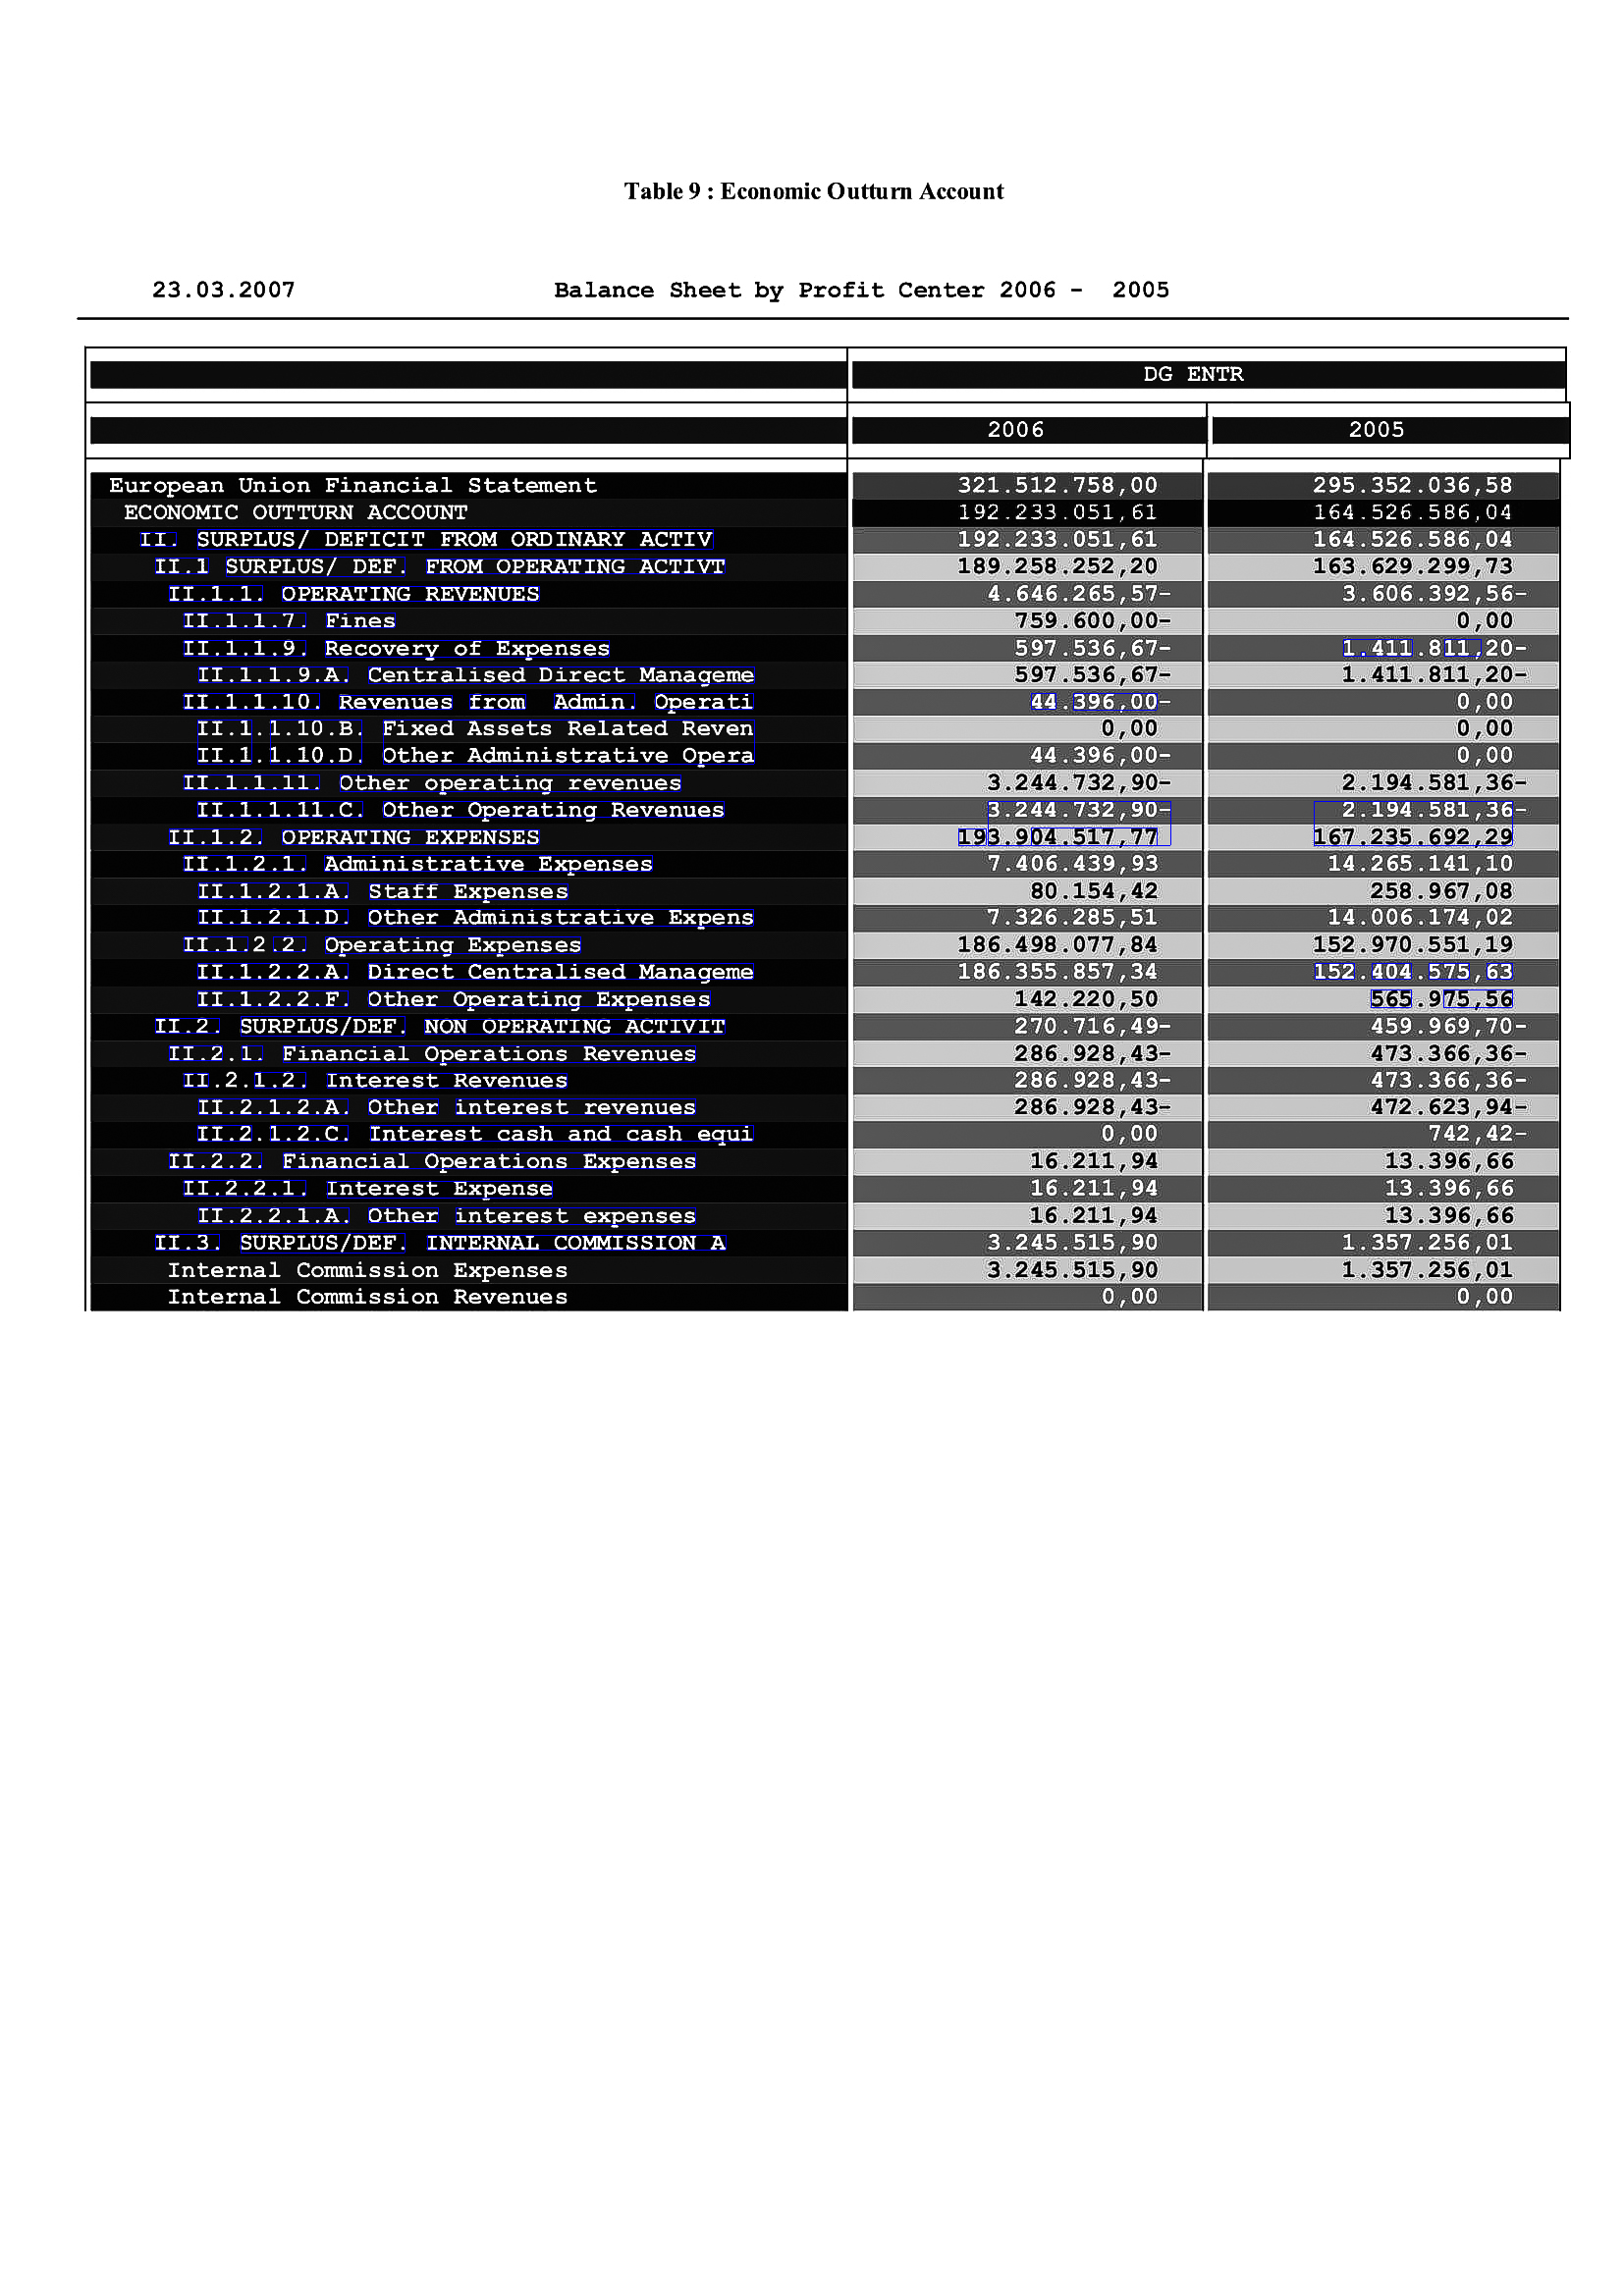 Table 9 : Economic Outturn Account
23.03.2007 Balance Sheet by Profit Center 2006 - 2005
DG ENTR
2006 2005
European Union Financial Statement 321.512.758,00 295.352.036,58
ECONOMIC OUTTURN ACCOUNT 192.233.051,61 164.526.586,04
II. SURPLUS/ DEFICIT FROM ORDINARY ACTIV 192.233.051,61 164.526.586,04
II.1 SURPLUS/ DEF. FROM OPERATING ACTIVT 189.258.252,20 163.629.299,73
II.1.1. OPERATING REVENUES 4.646.265,57- 3.606.392,56-
II.1.1.7. Fines 759.600,00- 0,00
II.1.1.9. Recovery of Expenses 597.536,67- 1.411.811,20-
II.1.1.9.A. Centralised Direct Manageme 597.536,67- 1.411.811,20-
II.1.1.10. Revenues from Admin. Operati 44.396,00- 0,00
II.1.1.10.B. Fixed Assets Related Reven 0,00 0,00
II.1.1.10.D. Other Administrative Opera 44.396,00- 0,00
II.1.1.11. Other operating revenues 3.244.732,90- 2.194.581,36-
II.1.1.11.C. Other Operating Revenues 3.244.732,90- 2.194.581,36-
II.1.2. OPERATING EXPENSES 193.904.517,77 167.235.692,29
II.1.2.1. Administrative Expenses 7.406.439,93 14.265.141,10
II.1.2.1.A. Staff Expenses 80.154,42 258.967,08
II.1.2.1.D. Other Administrative Expens 7.326.285,51 14.006.174,02
II.1.2.2. Operating Expenses 186.498.077,84 152.970.551,19
II.1.2.2.A. Direct Centralised Manageme 186.355.857,34 152.404.575,63
II.1.2.2.F. Other Operating Expenses 142.220,50 565.975,56
II.2. SURPLUS/DEF. NON OPERATING ACTIVIT 270.716,49- 459.969,70-
II.2.1. Financial Operations Revenues 286.928,43- 473.366,36-
II.2.1.2. Interest Revenues 286.928,43- 473.366,36-
II.2.1.2.A. Other interest revenues 286.928,43- 472.623,94-
II.2.1.2.C. Interest cash and cash equi 0,00 742,42-
II.2.2. Financial Operations Expenses 16.211,94 13.396,66
II.2.2.1. Interest Expense 16.211,94 13.396,66
II.2.2.1.A. Other interest expenses 16.211,94 13.396,66
II.3. SURPLUS/DEF. INTERNAL COMMISSION A 3.245.515,90 1.357.256,01
Internal Commission Expenses 3.245.515,90 1.357.256,01
Internal Commission Revenues 0,00 0,00